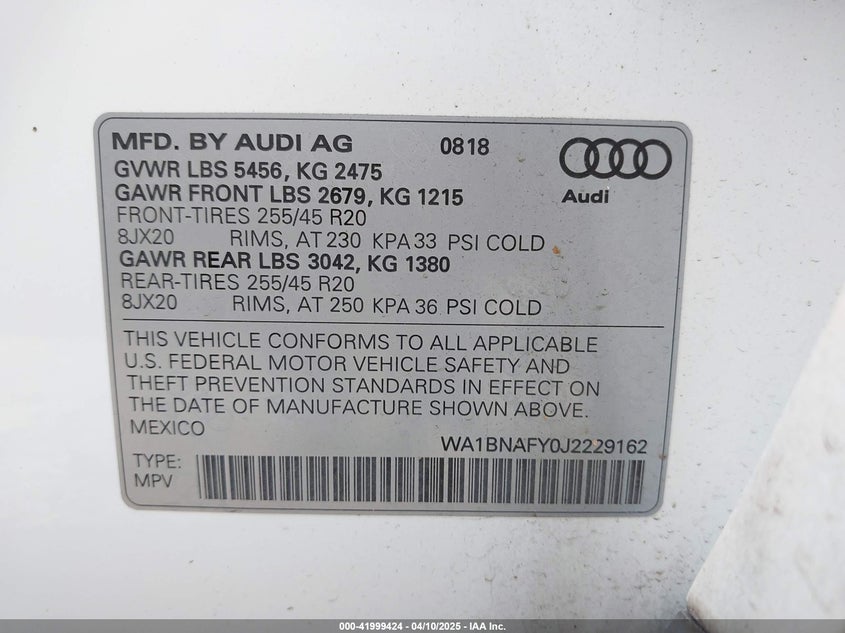 MFD. BY AUDI AG 0818
GVWR LBS 5456, KG 2475
GAWR FRONT LBS 2679, KG 1215
Audi
FRONT-TIRES 255/45 R20
8JX20 RIMS, AT 230 KPA 33 PSI COLD
GAWR REAR LBS 3042, KG 1380
REAR-TIRES 255/45 R20
8JX20 RIMS, AT 250 KPA 36 PSI COLD
THIS VEHICLE CONFORMS TO ALL APPLICABLE
U.S. FEDERAL MOTOR VEHICLE SAFETY AND
THEFT PREVENTION STANDARDS IN EFFECT ON
THE DATE OF MANUFACTURE SHOWN ABOVE.
MEXICO
WA1BNAFY0J2229162
TYPE:
MPV
000-41999424 - 04/10/2025 - IAA Inc.